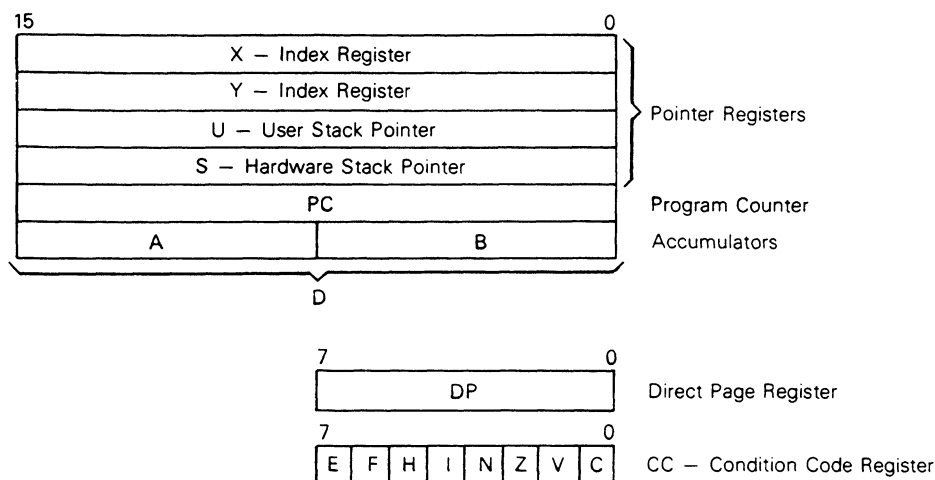 15 0
X – Index Register
Y – Index Register
U – User Stack Pointer
S – Hardware Stack Pointer
Pointer Registers
PC Program Counter
A B Accumulators
D
7 0
DP Direct Page Register
7 0
E F H I N Z V C CC – Condition Code Register